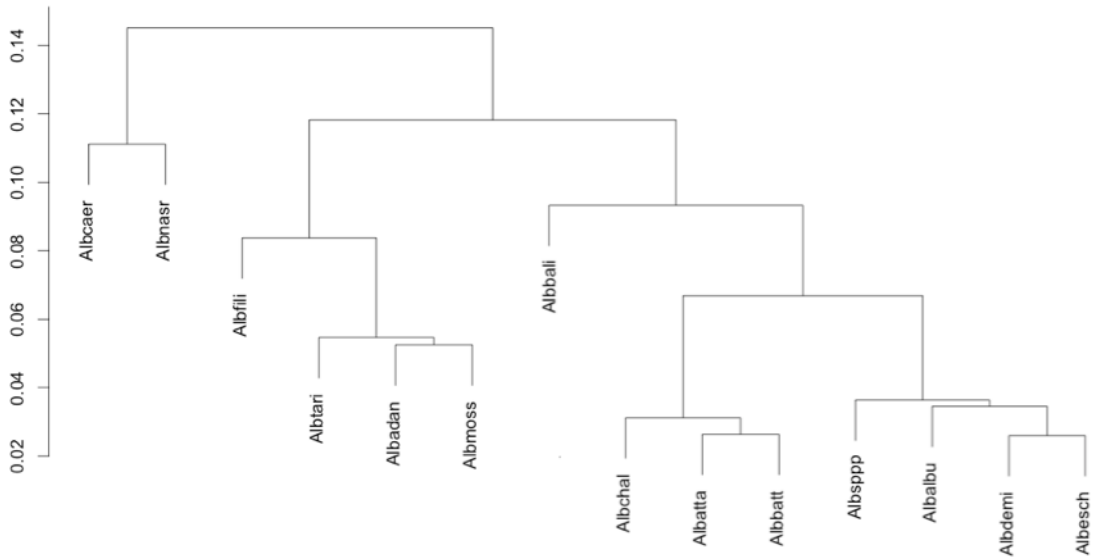 0.14
0.12
0.10
0.08
0.06
0.04
0.02
Albcaer
Albnasr
Albfili
Albtari
Albadan
Albmoss
Albbali
Albchal
Albatta
Albbatt
Albsppp
Albalbu
Albdemi
Albesch